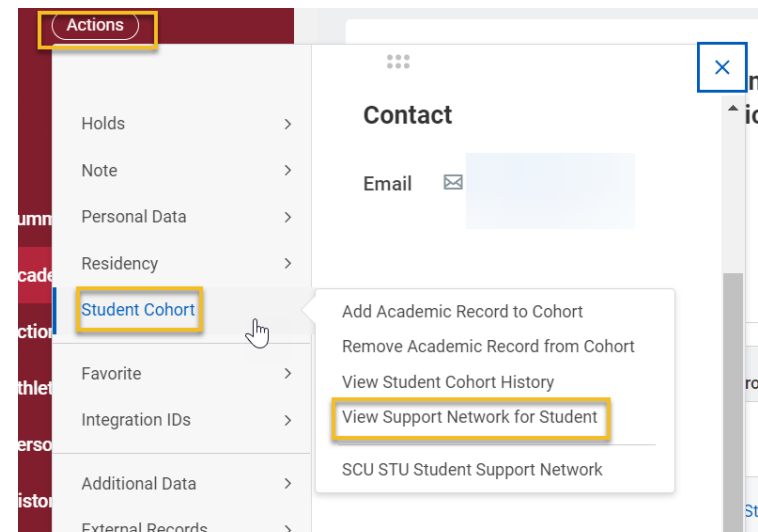 Actions
Contact
Email
Holds
Note
Personal Data
Residency
Student Cohort
Favorite
Integration IDs
Additional Data
External Records
Add Academic Record to Cohort
Remove Academic Record from Cohort
View Student Cohort History
View Support Network for Student
SCU STU Student Support Network